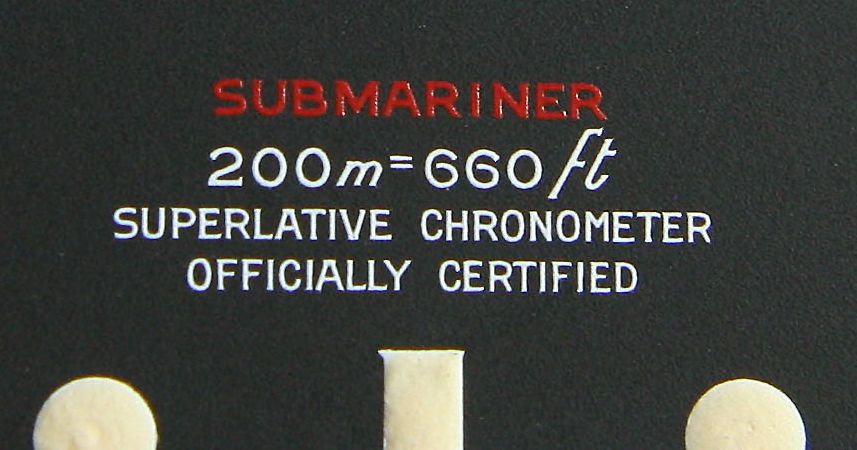 SUBMARINER
200m=660ft
SUPERLATIVE CHRONOMETER
OFFICIALLY CERTIFIED